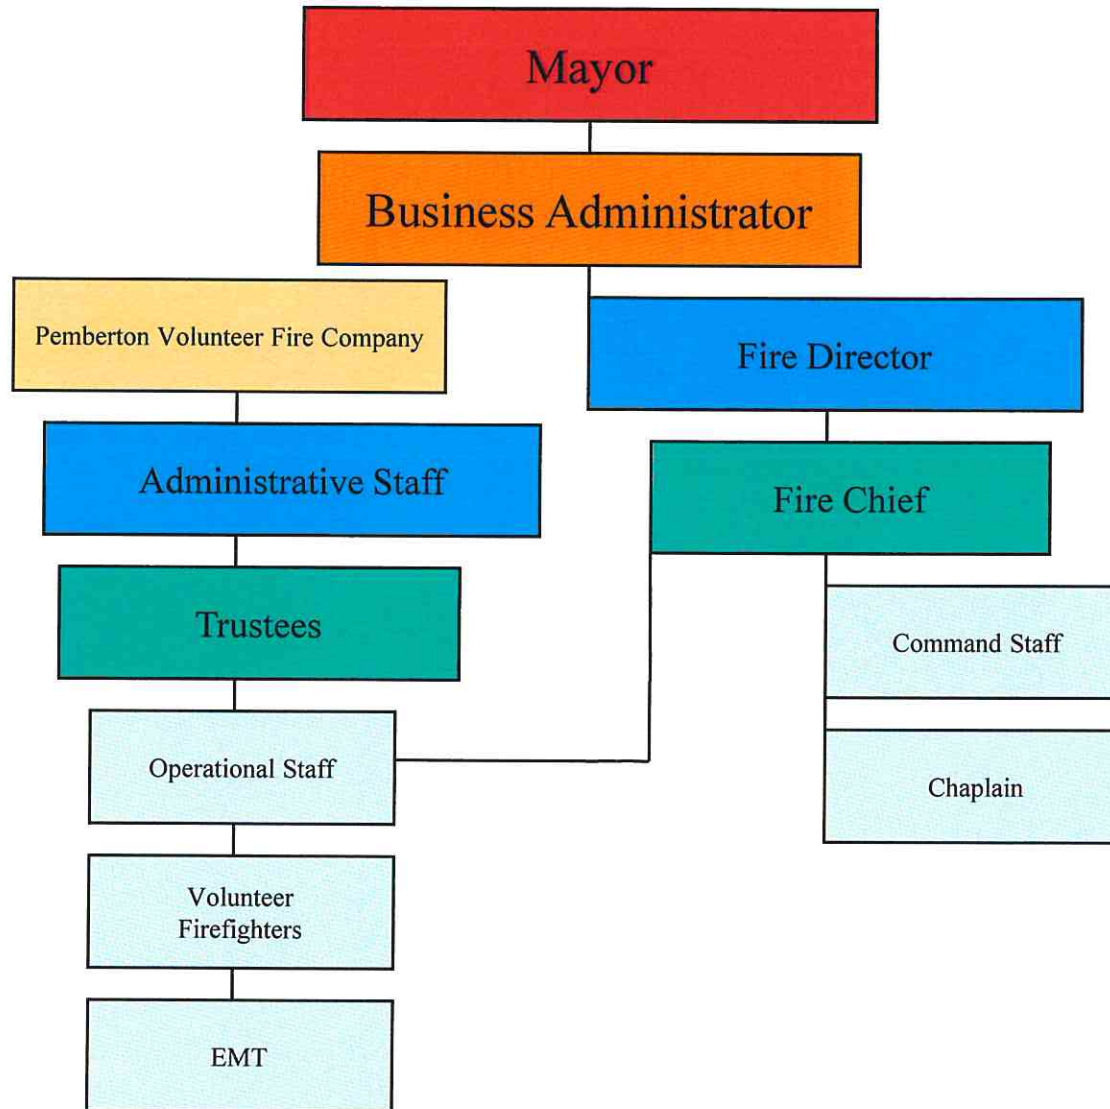 Mayor
Business Administrator
Pemberton Volunteer Fire Company
Fire Director
Administrative Staff
Fire Chief
Trustees
Command Staff
Operational Staff
Chaplain
Volunteer
Firefighters
EMT